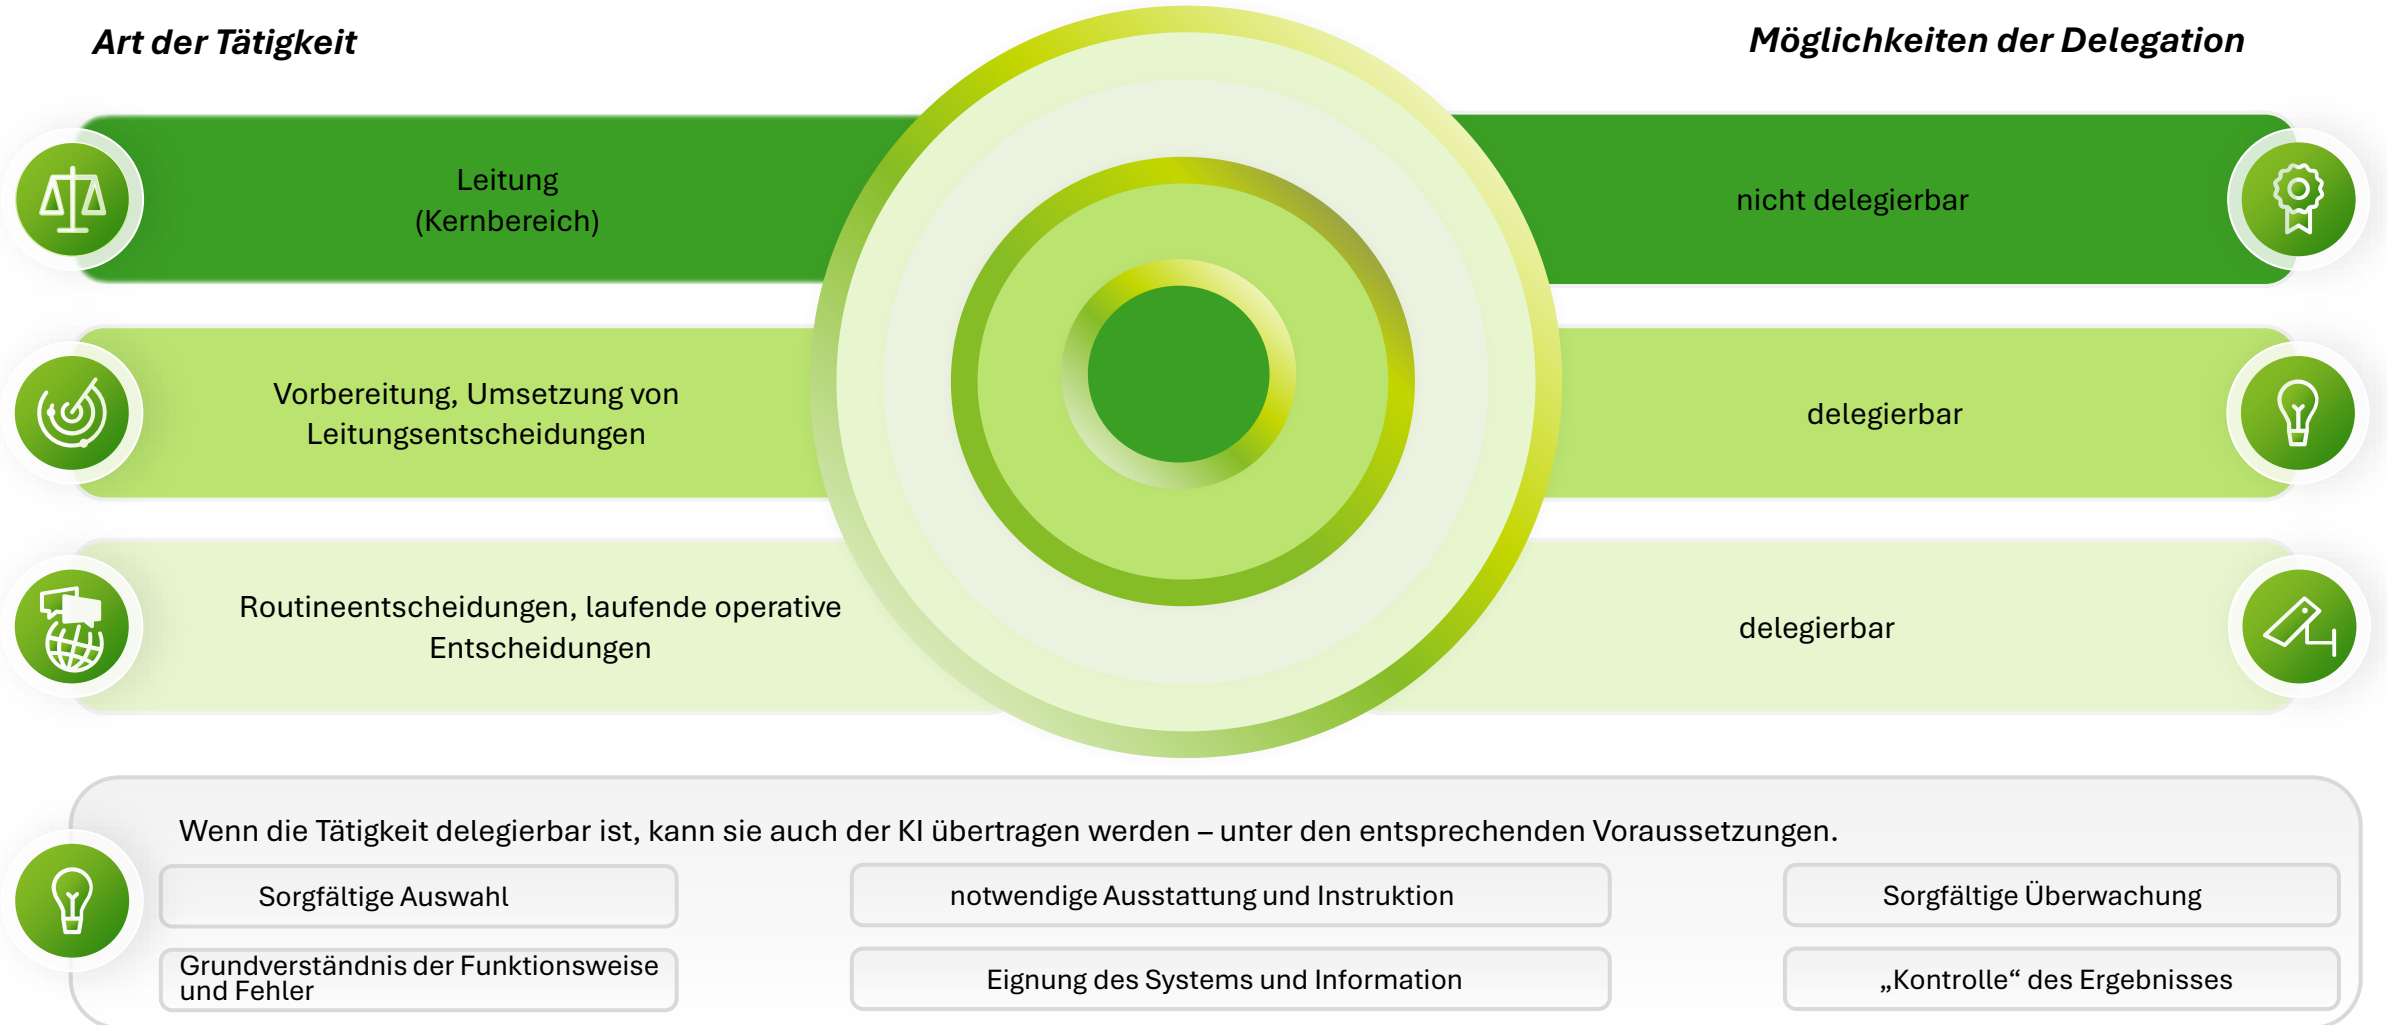 Art der Tätigkeit
Möglichkeiten der Delegation
Leitung
(Kernbereich)
nicht delegierbar
Vorbereitung, Umsetzung von
Leitungsentscheidungen
delegierbar
Routineentscheidungen, laufende operative
Entscheidungen
delegierbar
Wenn die Tätigkeit delegierbar ist, kann sie auch der KI übertragen werden – unter den entsprechenden Voraussetzungen.
Sorgfältige Auswahl
notwendige Ausstattung und Instruktion
Sorgfältige Überwachung
Grundverständnis der Funktionsweise
und Fehler
Eignung des Systems und Information
„Kontrolle“ des Ergebnisses